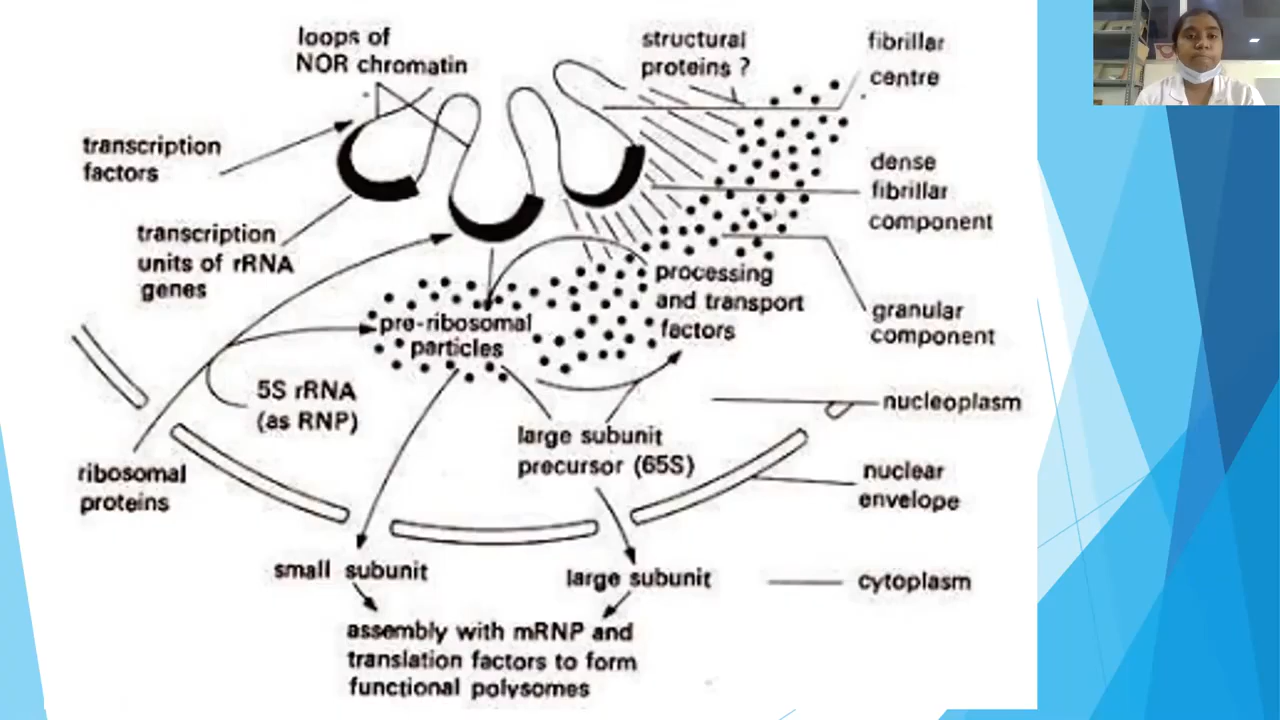 loops of
NOR chromatin
structural
proteins ?
fibrillar
centre
transcription
factors
dense
fibrillar
component
transcription
units of rRNA
genes
processing
and transport
factors
granular
component
pre-ribosomal
particles
5S rRNA
(as RNP)
nucleoplasm
large subunit
precursor (65S)
ribosomal
proteins
nuclear
envelope
small subunit
large subunit
cytoplasm
assembly with mRNP and
translation factors to form
functional polysomes